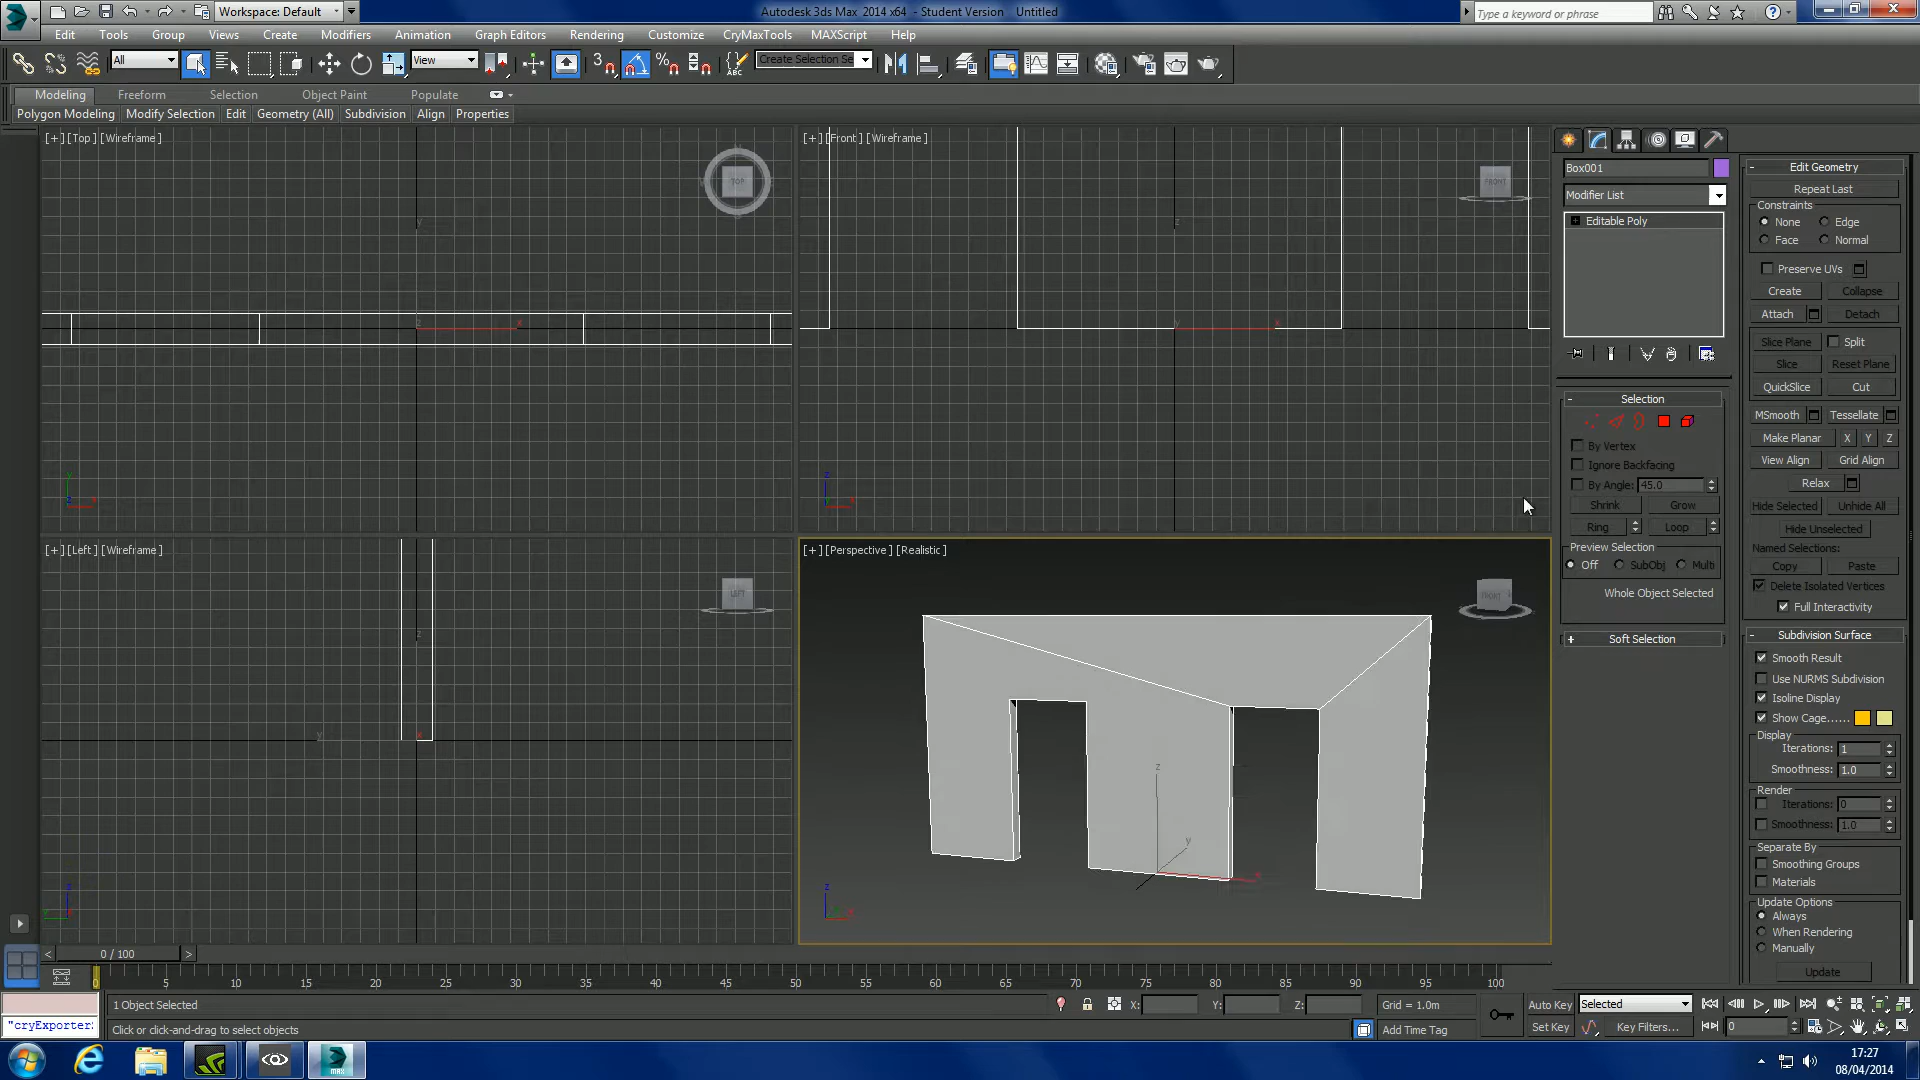 Workspace: Default
Autodesk 3ds Max 2014 x64 - Student Version Untitled
Type a keyword or phrase
Edit Tools Group Views Create Modifiers Animation Graph Editors Rendering Customize CryMaxTools MAXScript Help
All
View
3
%
ABC
Create Selection Se
Modeling Freeform Selection Object Paint Populate
Polygon Modeling Modify Selection Edit Geometry (All) Subdivision Align Properties
[+] [Top] [Wireframe]
TOP
[+] [Front] [Wireframe]
FRONT
[+] [Left] [Wireframe]
LEFT
[+] [Perspective] [Realistic]
FRONT
Box001
Modifier List
Editable Poly
Selection
By Vertex
Ignore Backfacing
By Angle: 45.0
Shrink Grow
Ring Loop
Preview Selection
Off SubObj Multi
Whole Object Selected
Soft Selection
Edit Geometry
Repeat Last
Constraints
None Edge
Face Normal
Preserve UVs
Create Collapse
Attach Detach
Slice Plane Split
Slice Reset Plane
QuickSlice Cut
MSmooth Tessellate
Make Planar X Y Z
View Align Grid Align
Relax
Hide Selected Unhide All
Hide Unselected
Named Selections:
Copy Paste
Delete Isolated Vertices
Full Interactivity
Subdivision Surface
Smooth Result
Use NURMS Subdivision
Isoline Display
Show Cage......
Display
Iterations: 1
Smoothness: 1.0
Render
Iterations: 0
Smoothness: 1.0
Separate By
Smoothing Groups
Materials
Update Options
Always
When Rendering
Manually
Update
< 0 / 100 >
0 5 10 15 20 25 30 35 40 45 50 55 60 65 70 75 80 85 90 95 100
1 Object Selected
X: Y: Z: Grid = 1.0m
Auto Key Selected
"cryExporter:
Click or click-and-drag to select objects
Add Time Tag
Set Key Key Filters... 0
MAX
17:27
08/04/2014